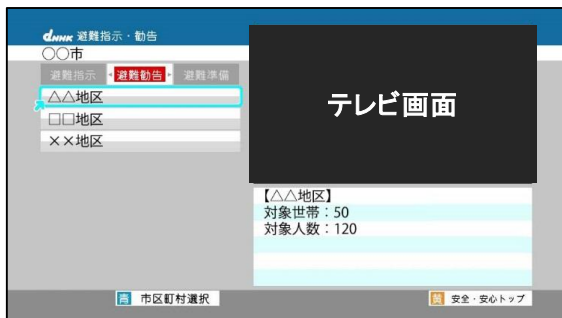 dNHK 避難指示・勧告
〇〇市
避難指示 避難勧告 避難準備
△△地区
□□地区
××地区
テレビ画面
【△△地区】
対象世帯：50
対象人数：120
青 市区町村選択
黄 安全・安心トップ